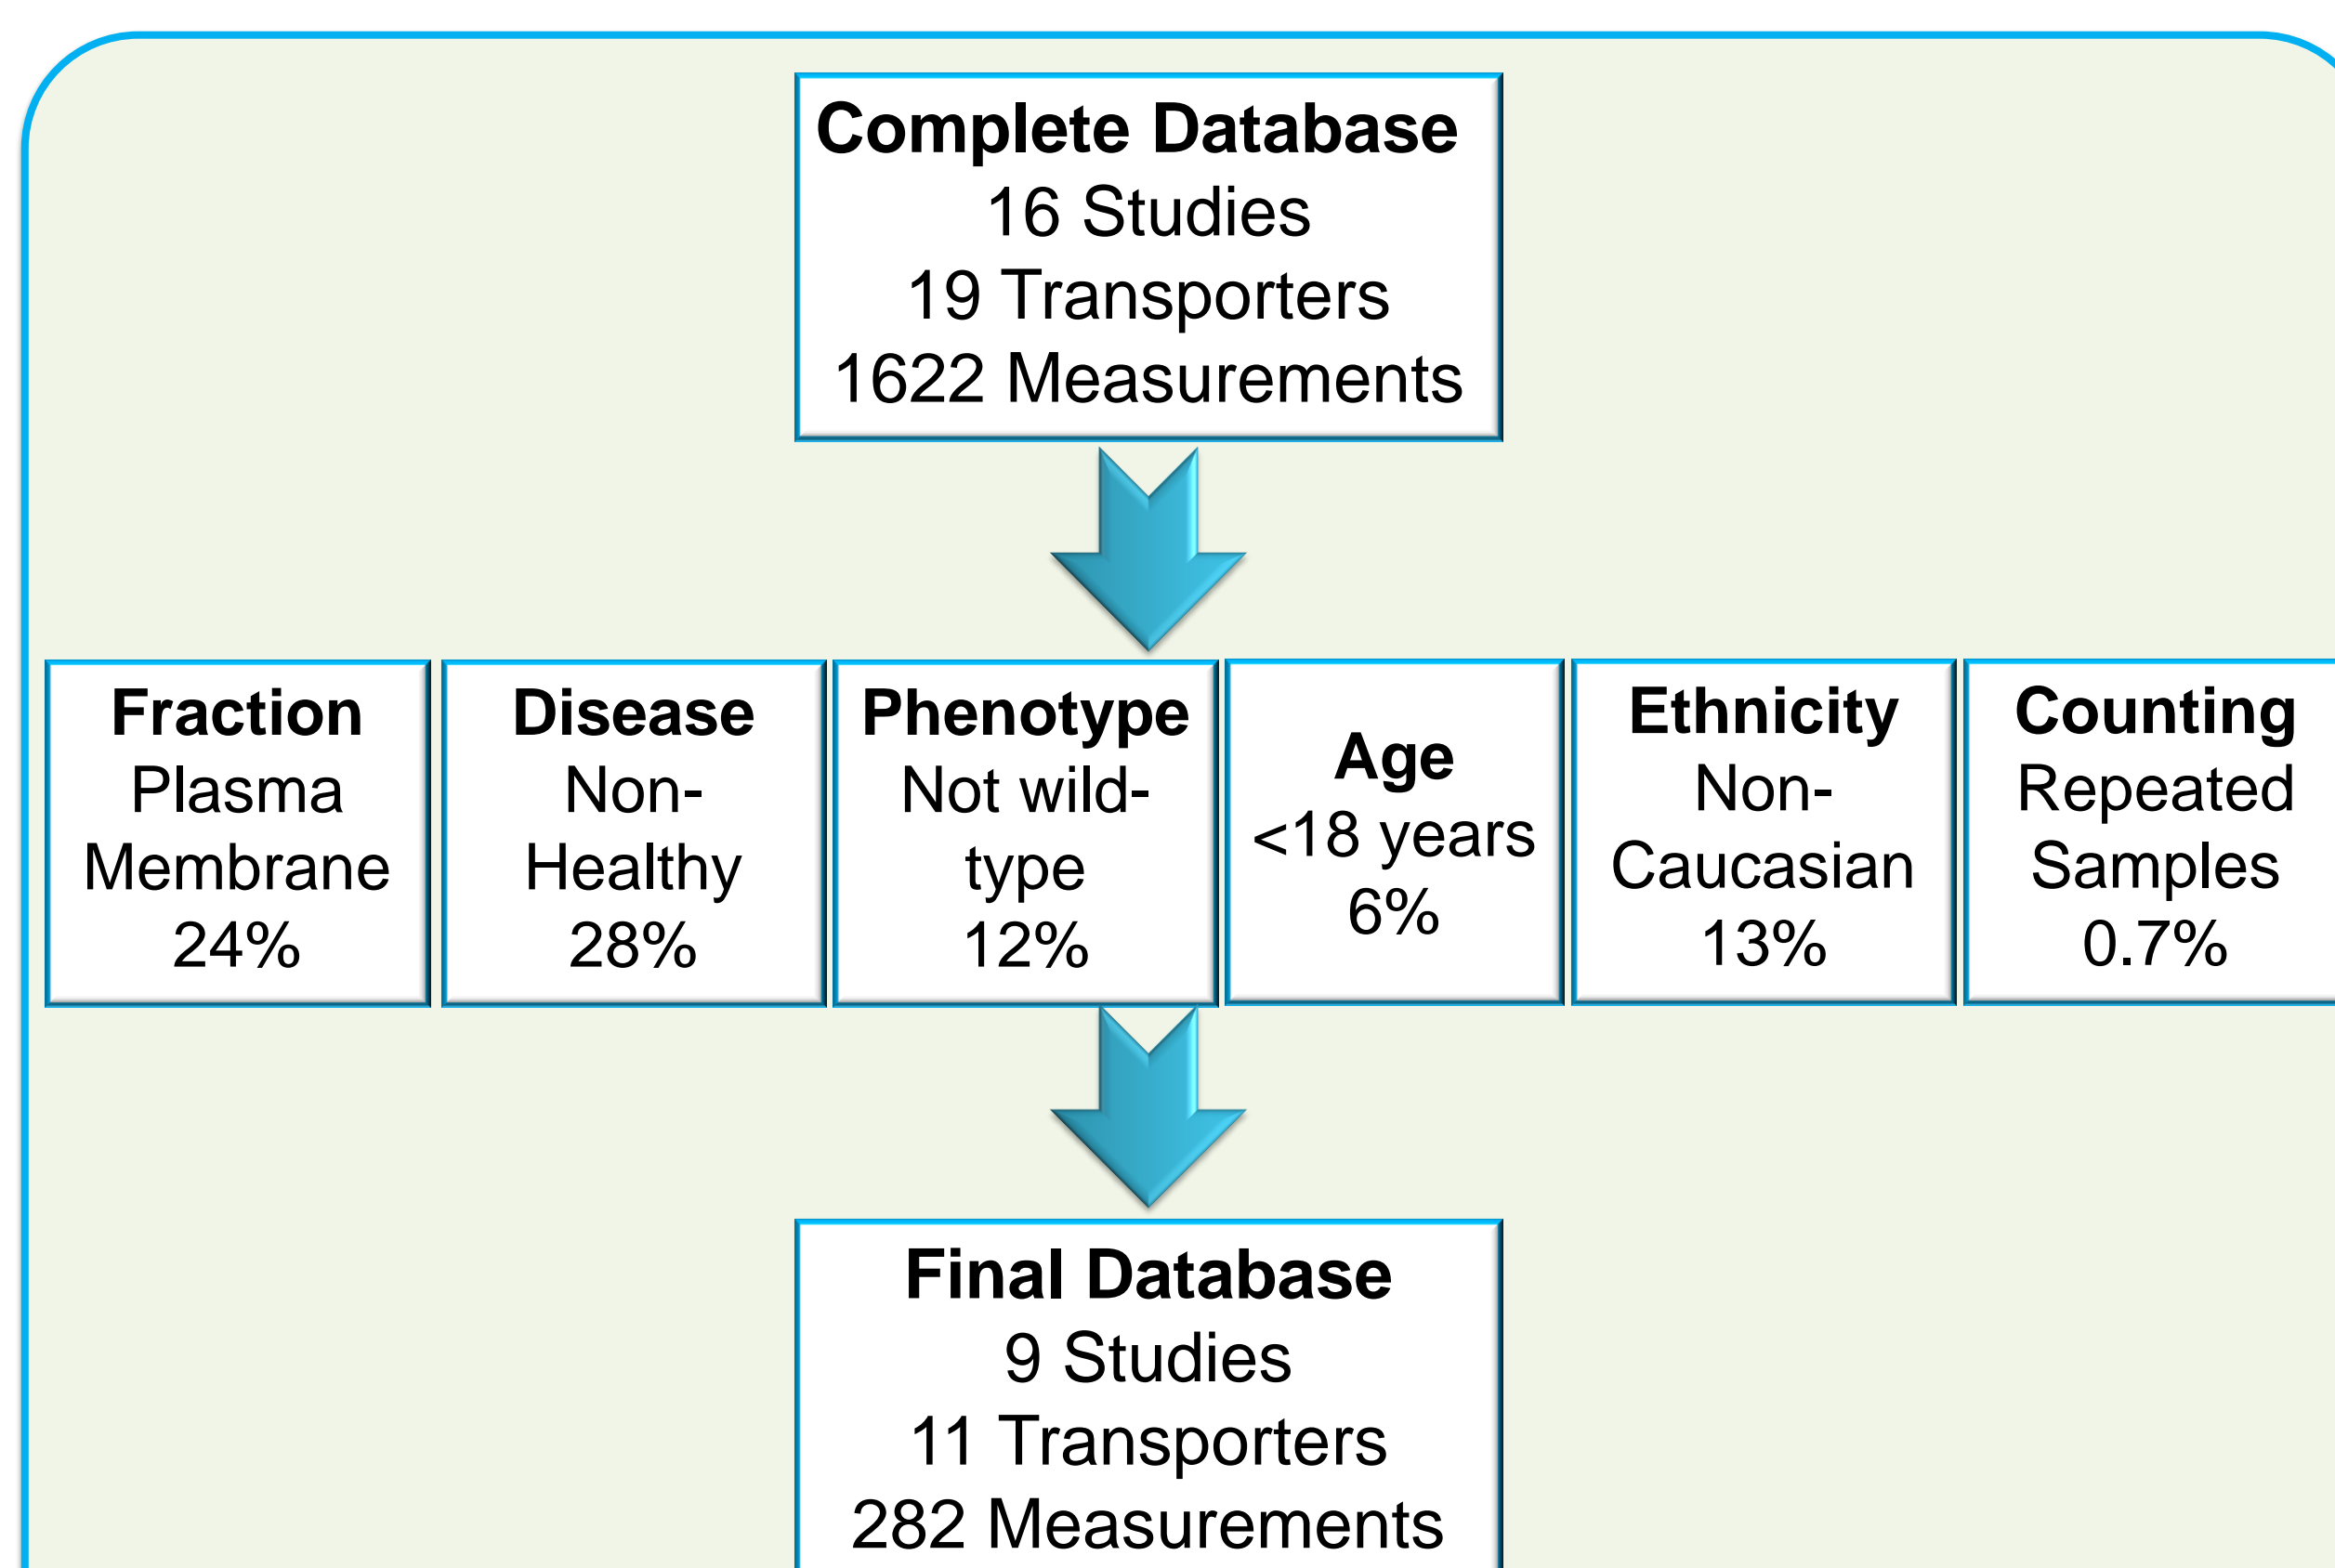 Complete Database
16 Studies
19 Transporters
1622 Measurements
Fraction
Plasma
Membrane
24%
Disease
Non-
Healthy
28%
Phenotype
Not wild-
type
12%
Age
<18 years
6%
Ethnicity
Non-
Caucasian
13%
Counting
Repeated
Samples
0.7%
Final Database
9 Studies
11 Transporters
282 Measurements